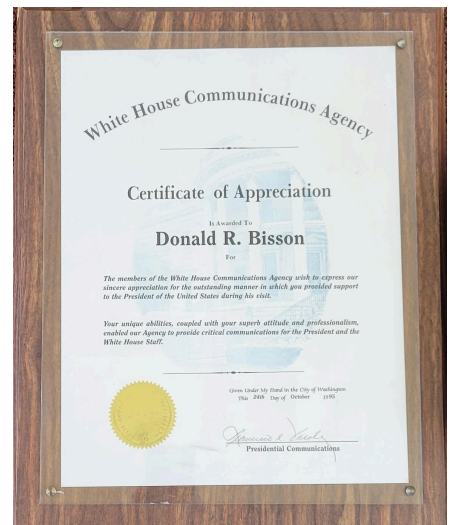 White House Communications Agency
Certificate of Appreciation
Is Awarded To
Donald R. Bisson
For
The members of the White House Communications Agency wish to express our
sincere appreciation for the outstanding manner in which you provided support
to the President of the United States during his visit.
Your unique abilities, coupled with your superb attitude and professionalism,
enabled our Agency to provide critical communications for the President and the
White House Staff.
Given Under My Hand in the City of Washington
This 24th Day of October 1995
Presidential Communications